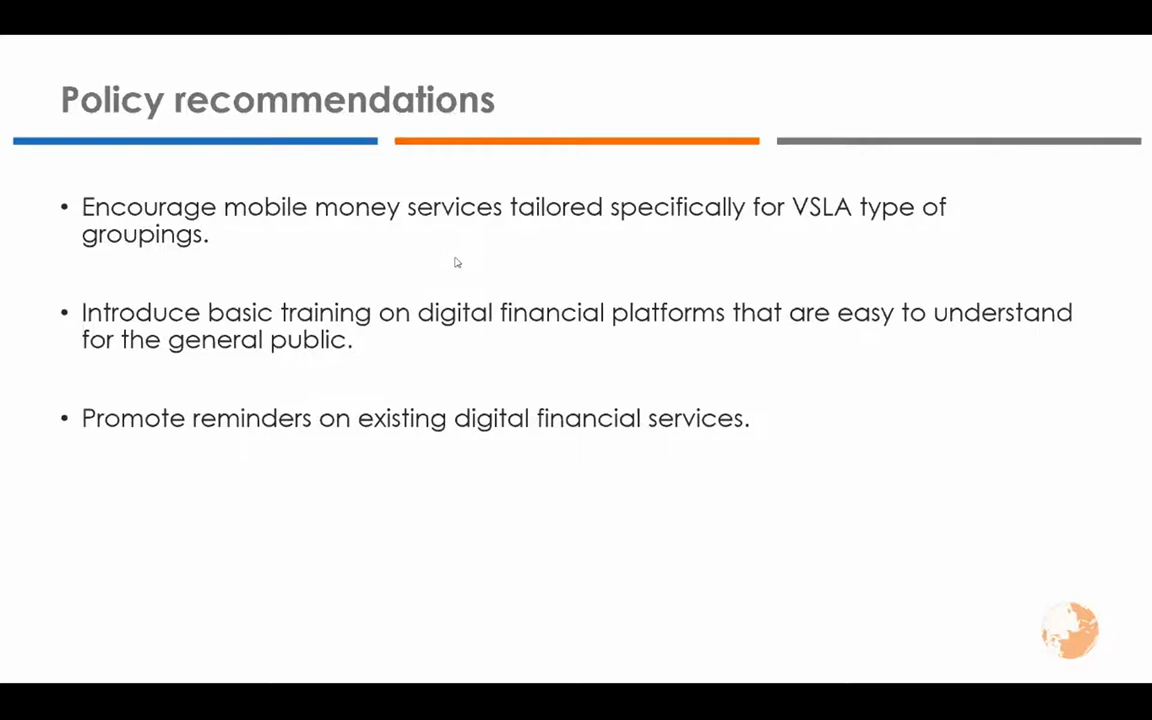 Policy recommendations
• Encourage mobile money services tailored specifically for VSLA type of
groupings.
• Introduce basic training on digital financial platforms that are easy to understand
for the general public.
• Promote reminders on existing digital financial services.